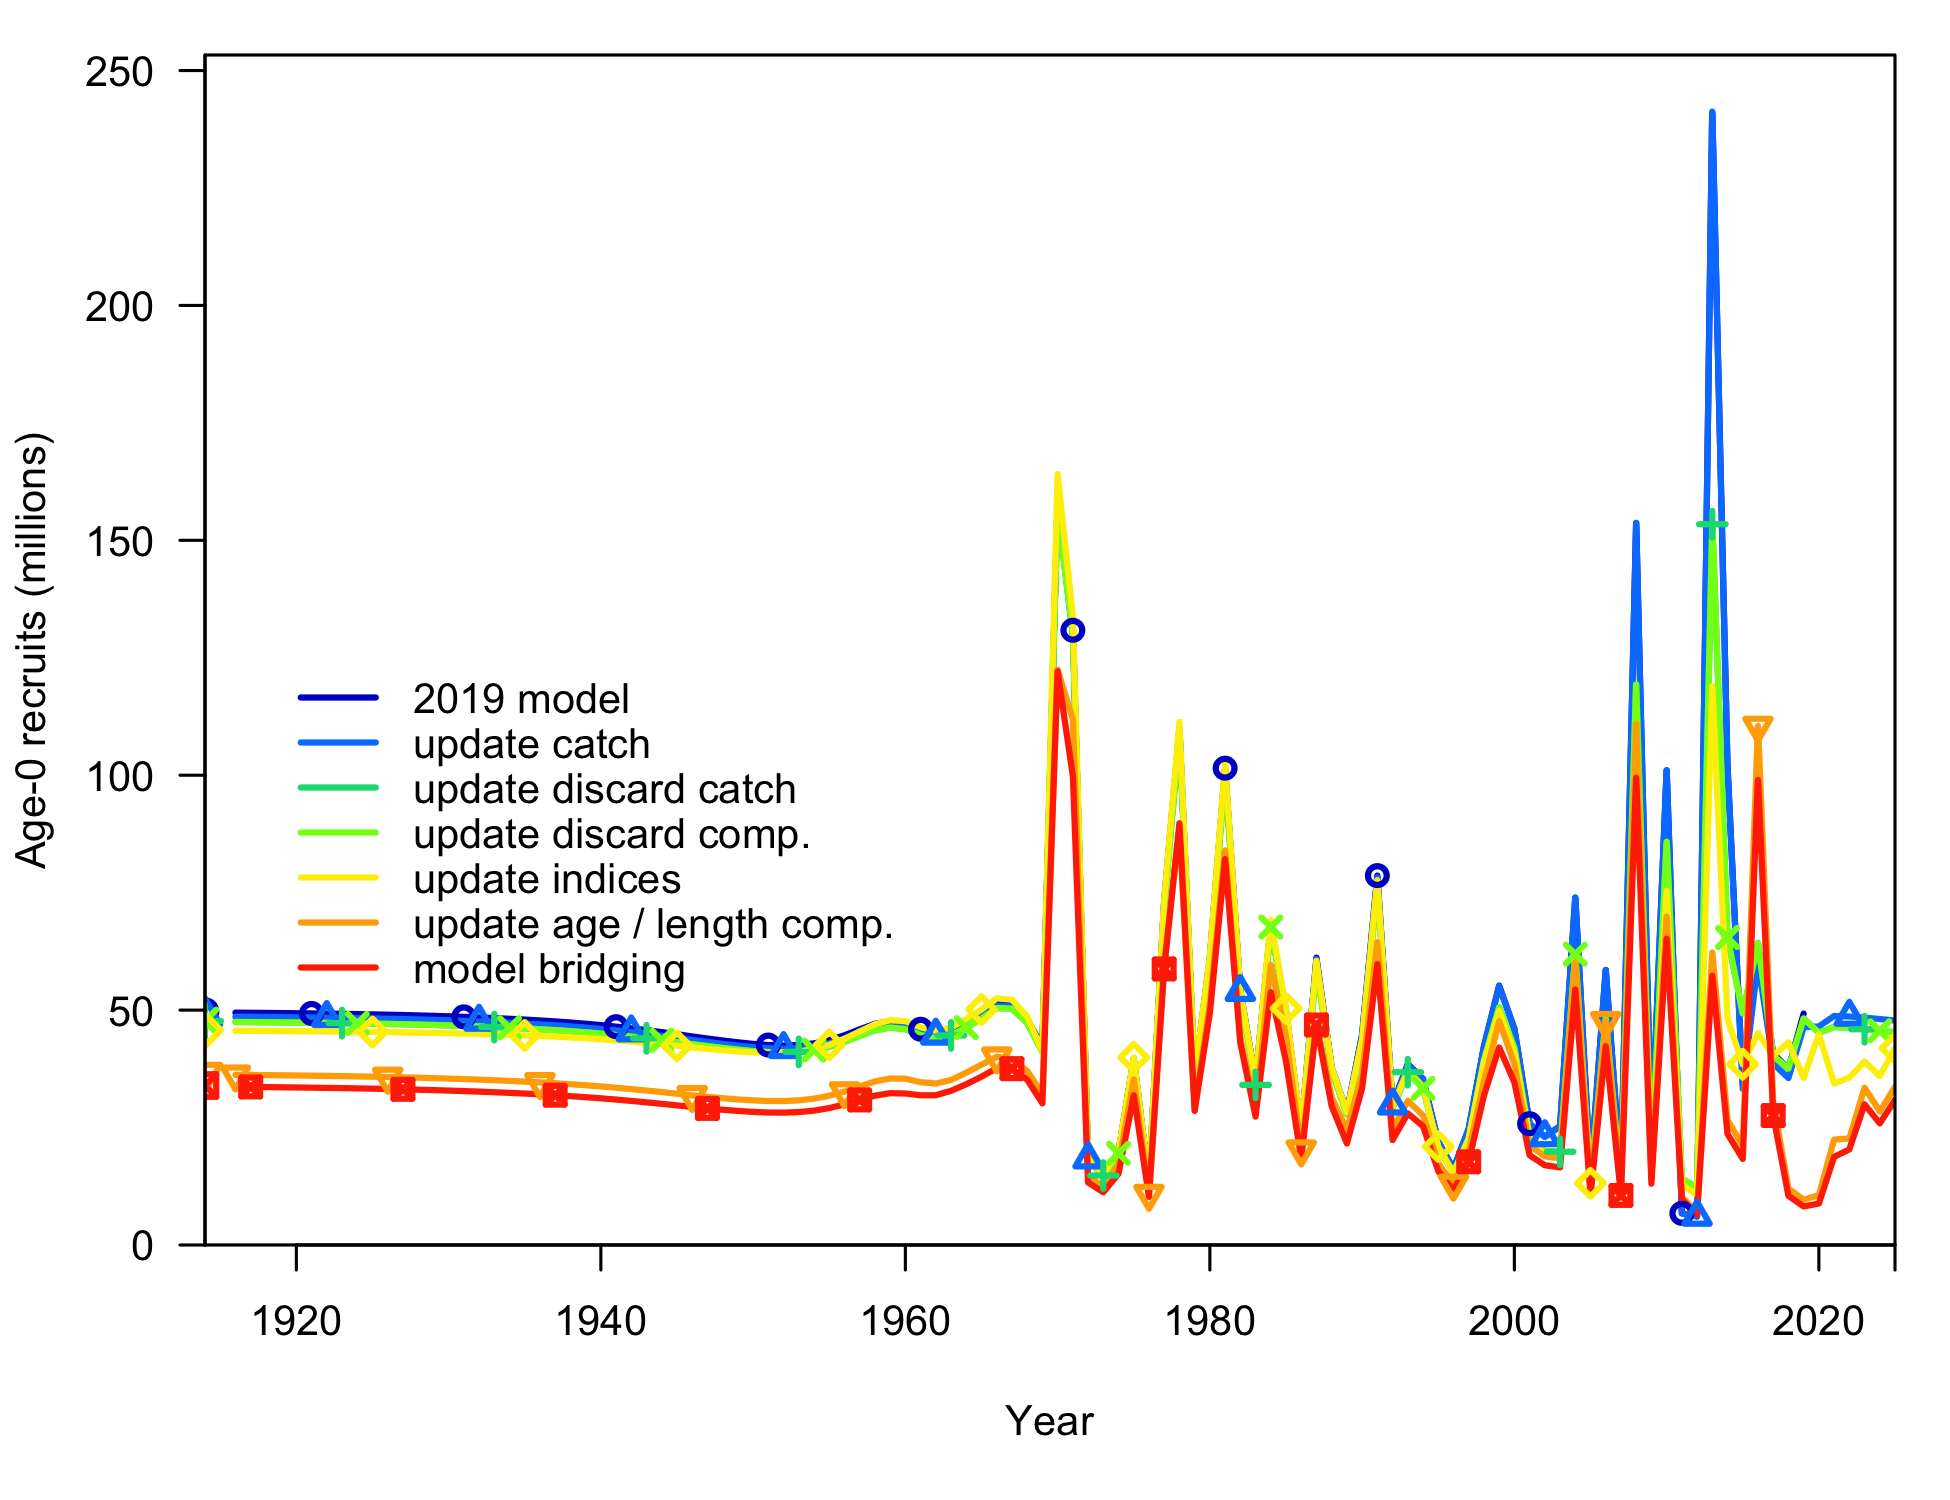 250
200
150
100
50
0
Age-0 recruits (millions)
2019 model
update catch
update discard catch
update discard comp.
update indices
update age / length comp.
model bridging
1920 1940 1960 1980 2000 2020
Year